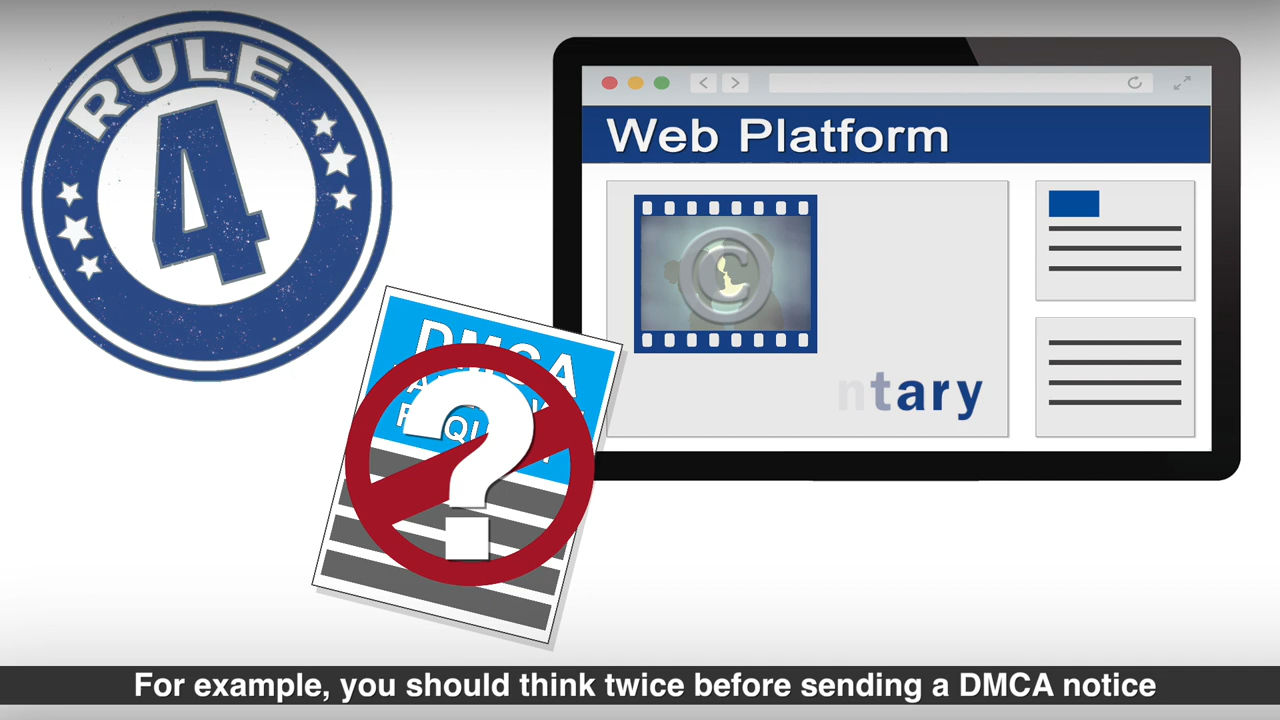 RULE
4
Web Platform
©
ntary
DMCA
?
For example, you should think twice before sending a DMCA notice